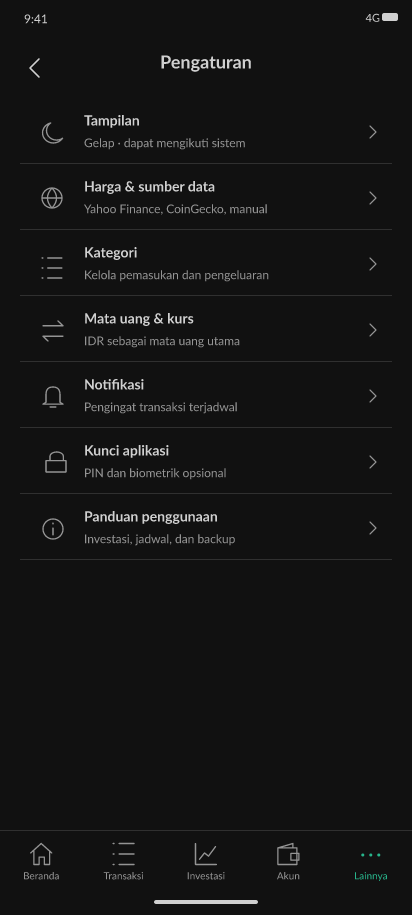 9:41
4G
Pengaturan
Tampilan
Gelap · dapat mengikuti sistem
Harga & sumber data
Yahoo Finance, CoinGecko, manual
Kategori
Kelola pemasukan dan pengeluaran
Mata uang & kurs
IDR sebagai mata uang utama
Notifikasi
Pengingat transaksi terjadwal
Kunci aplikasi
PIN dan biometrik opsional
Panduan penggunaan
Investasi, jadwal, dan backup
Beranda
Transaksi
Investasi
Akun
Lainnya